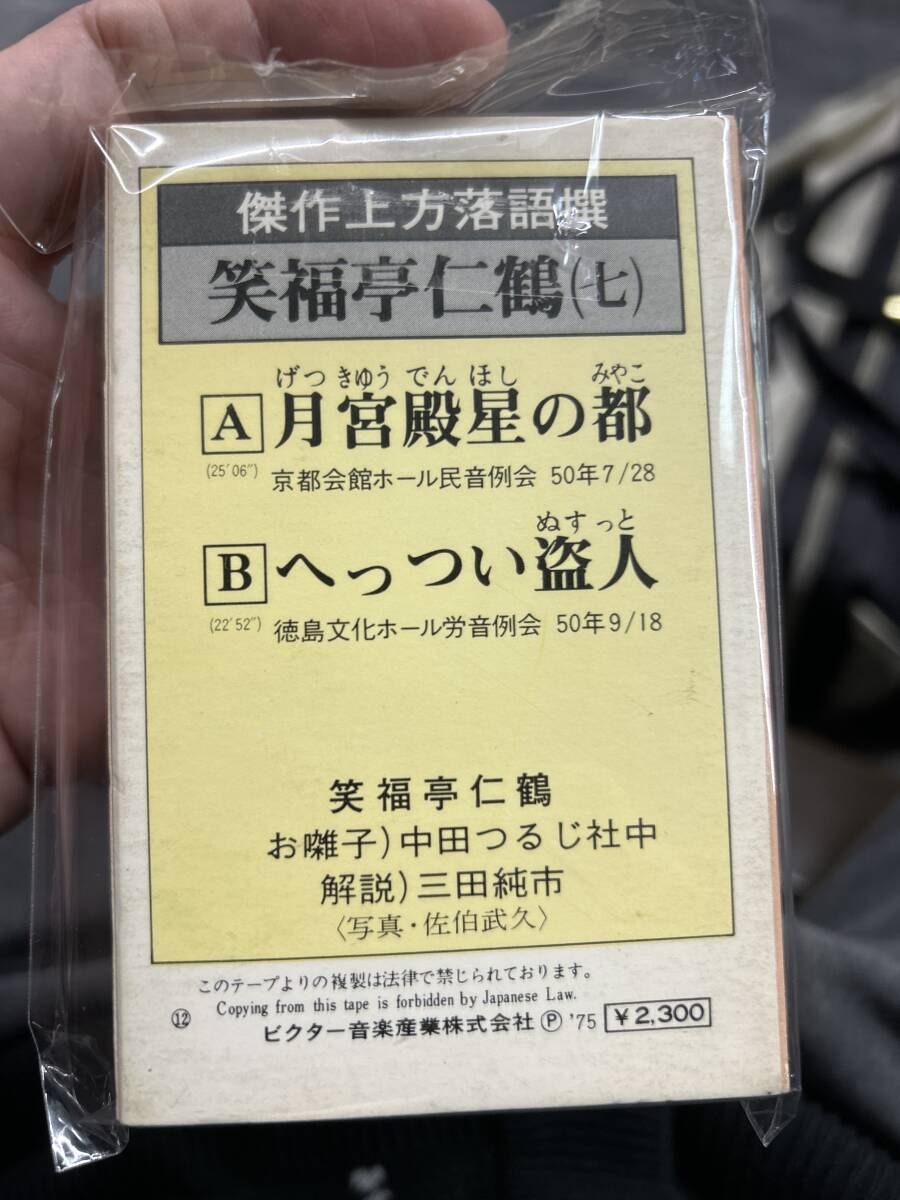 傑作上方落語撰
笑福亭仁鶴(七)
げつきゆうでんほし みやこ
A 月宮殿星の都
(25′06″) 京都会館ホール民音例会 50年7/28
ぬすっと
B へっつい盗人
(22′52″) 徳島文化ホール労音例会 50年9/18
笑福亭仁鶴
お囃子)中田つるじ社中
解説)三田純市
〈写真・佐伯武久〉
このテープよりの複製は法律で禁じられております。
Copying from this tape is forbidden by Japanese Law.
⑫ ビクター音楽産業株式会社 Ⓟ '75 ¥2,300